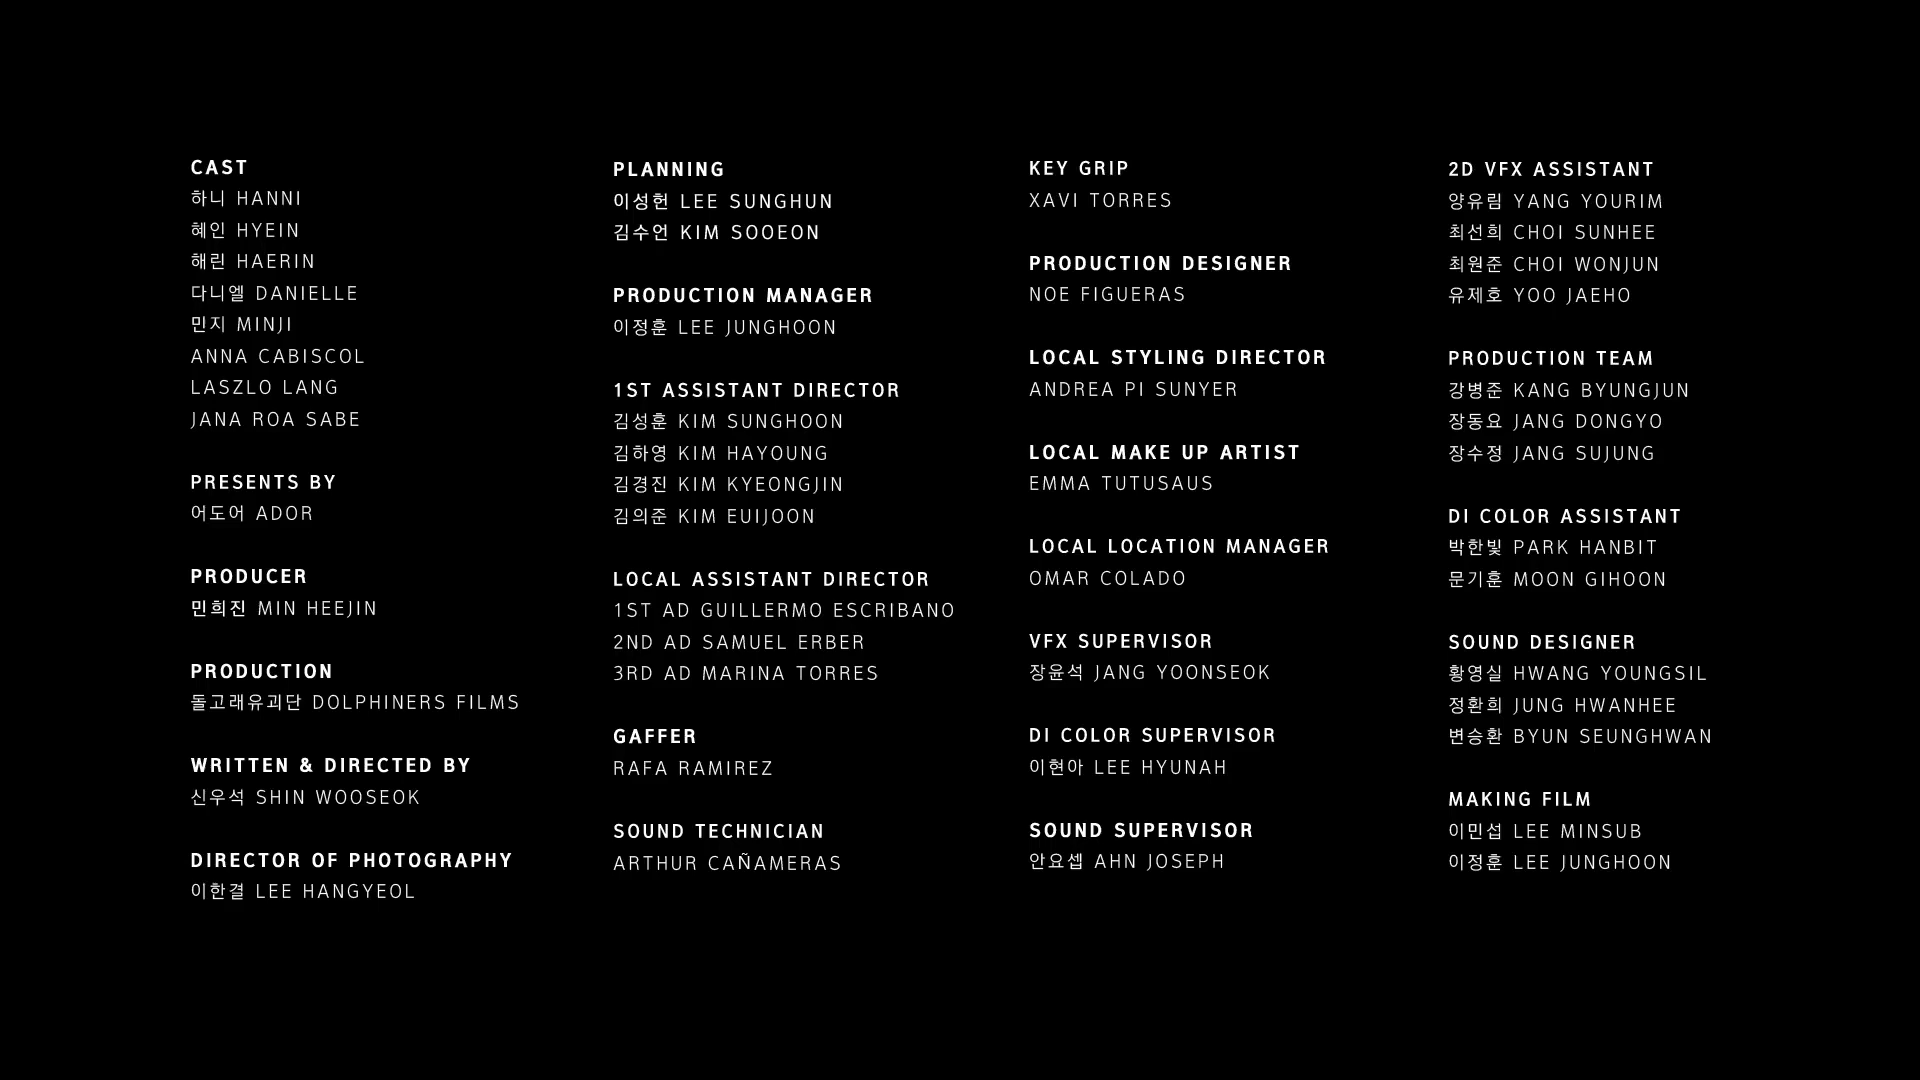 CAST
하니 HANNI
혜인 HYEIN
해린 HAERIN
다니엘 DANIELLE
민지 MINJI
ANNA CABISCOL
LASZLO LANG
JANA ROA SABE
PRESENTS BY
어도어 ADOR
PRODUCER
민희진 MIN HEEJIN
PRODUCTION
돌고래유괴단 DOLPHINERS FILMS
WRITTEN & DIRECTED BY
신우석 SHIN WOOSEOK
DIRECTOR OF PHOTOGRAPHY
이한결 LEE HANGYEOL
PLANNING
이성헌 LEE SUNGHUN
김수언 KIM SOOEON
PRODUCTION MANAGER
이정훈 LEE JUNGHOON
1ST ASSISTANT DIRECTOR
김성훈 KIM SUNGHOON
김하영 KIM HAYOUNG
김경진 KIM KYEONGJIN
김의준 KIM EUIJOON
LOCAL ASSISTANT DIRECTOR
1ST AD GUILLERMO ESCRIBANO
2ND AD SAMUEL ERBER
3RD AD MARINA TORRES
GAFFER
RAFA RAMIREZ
SOUND TECHNICIAN
ARTHUR CAÑAMERAS
KEY GRIP
XAVI TORRES
PRODUCTION DESIGNER
NOE FIGUERAS
LOCAL STYLING DIRECTOR
ANDREA PI SUNYER
LOCAL MAKE UP ARTIST
EMMA TUTUSAUS
LOCAL LOCATION MANAGER
OMAR COLADO
VFX SUPERVISOR
장윤석 JANG YOONSEOK
DI COLOR SUPERVISOR
이현아 LEE HYUNAH
SOUND SUPERVISOR
안요셉 AHN JOSEPH
2D VFX ASSISTANT
양유림 YANG YOURIM
최선희 CHOI SUNHEE
최원준 CHOI WONJUN
유제호 YOO JAEHO
PRODUCTION TEAM
강병준 KANG BYUNGJUN
장동요 JANG DONGYO
장수정 JANG SUJUNG
DI COLOR ASSISTANT
박한빛 PARK HANBIT
문기훈 MOON GIHOON
SOUND DESIGNER
황영실 HWANG YOUNGSIL
정환희 JUNG HWANHEE
변승환 BYUN SEUNGHWAN
MAKING FILM
이민섭 LEE MINSUB
이정훈 LEE JUNGHOON